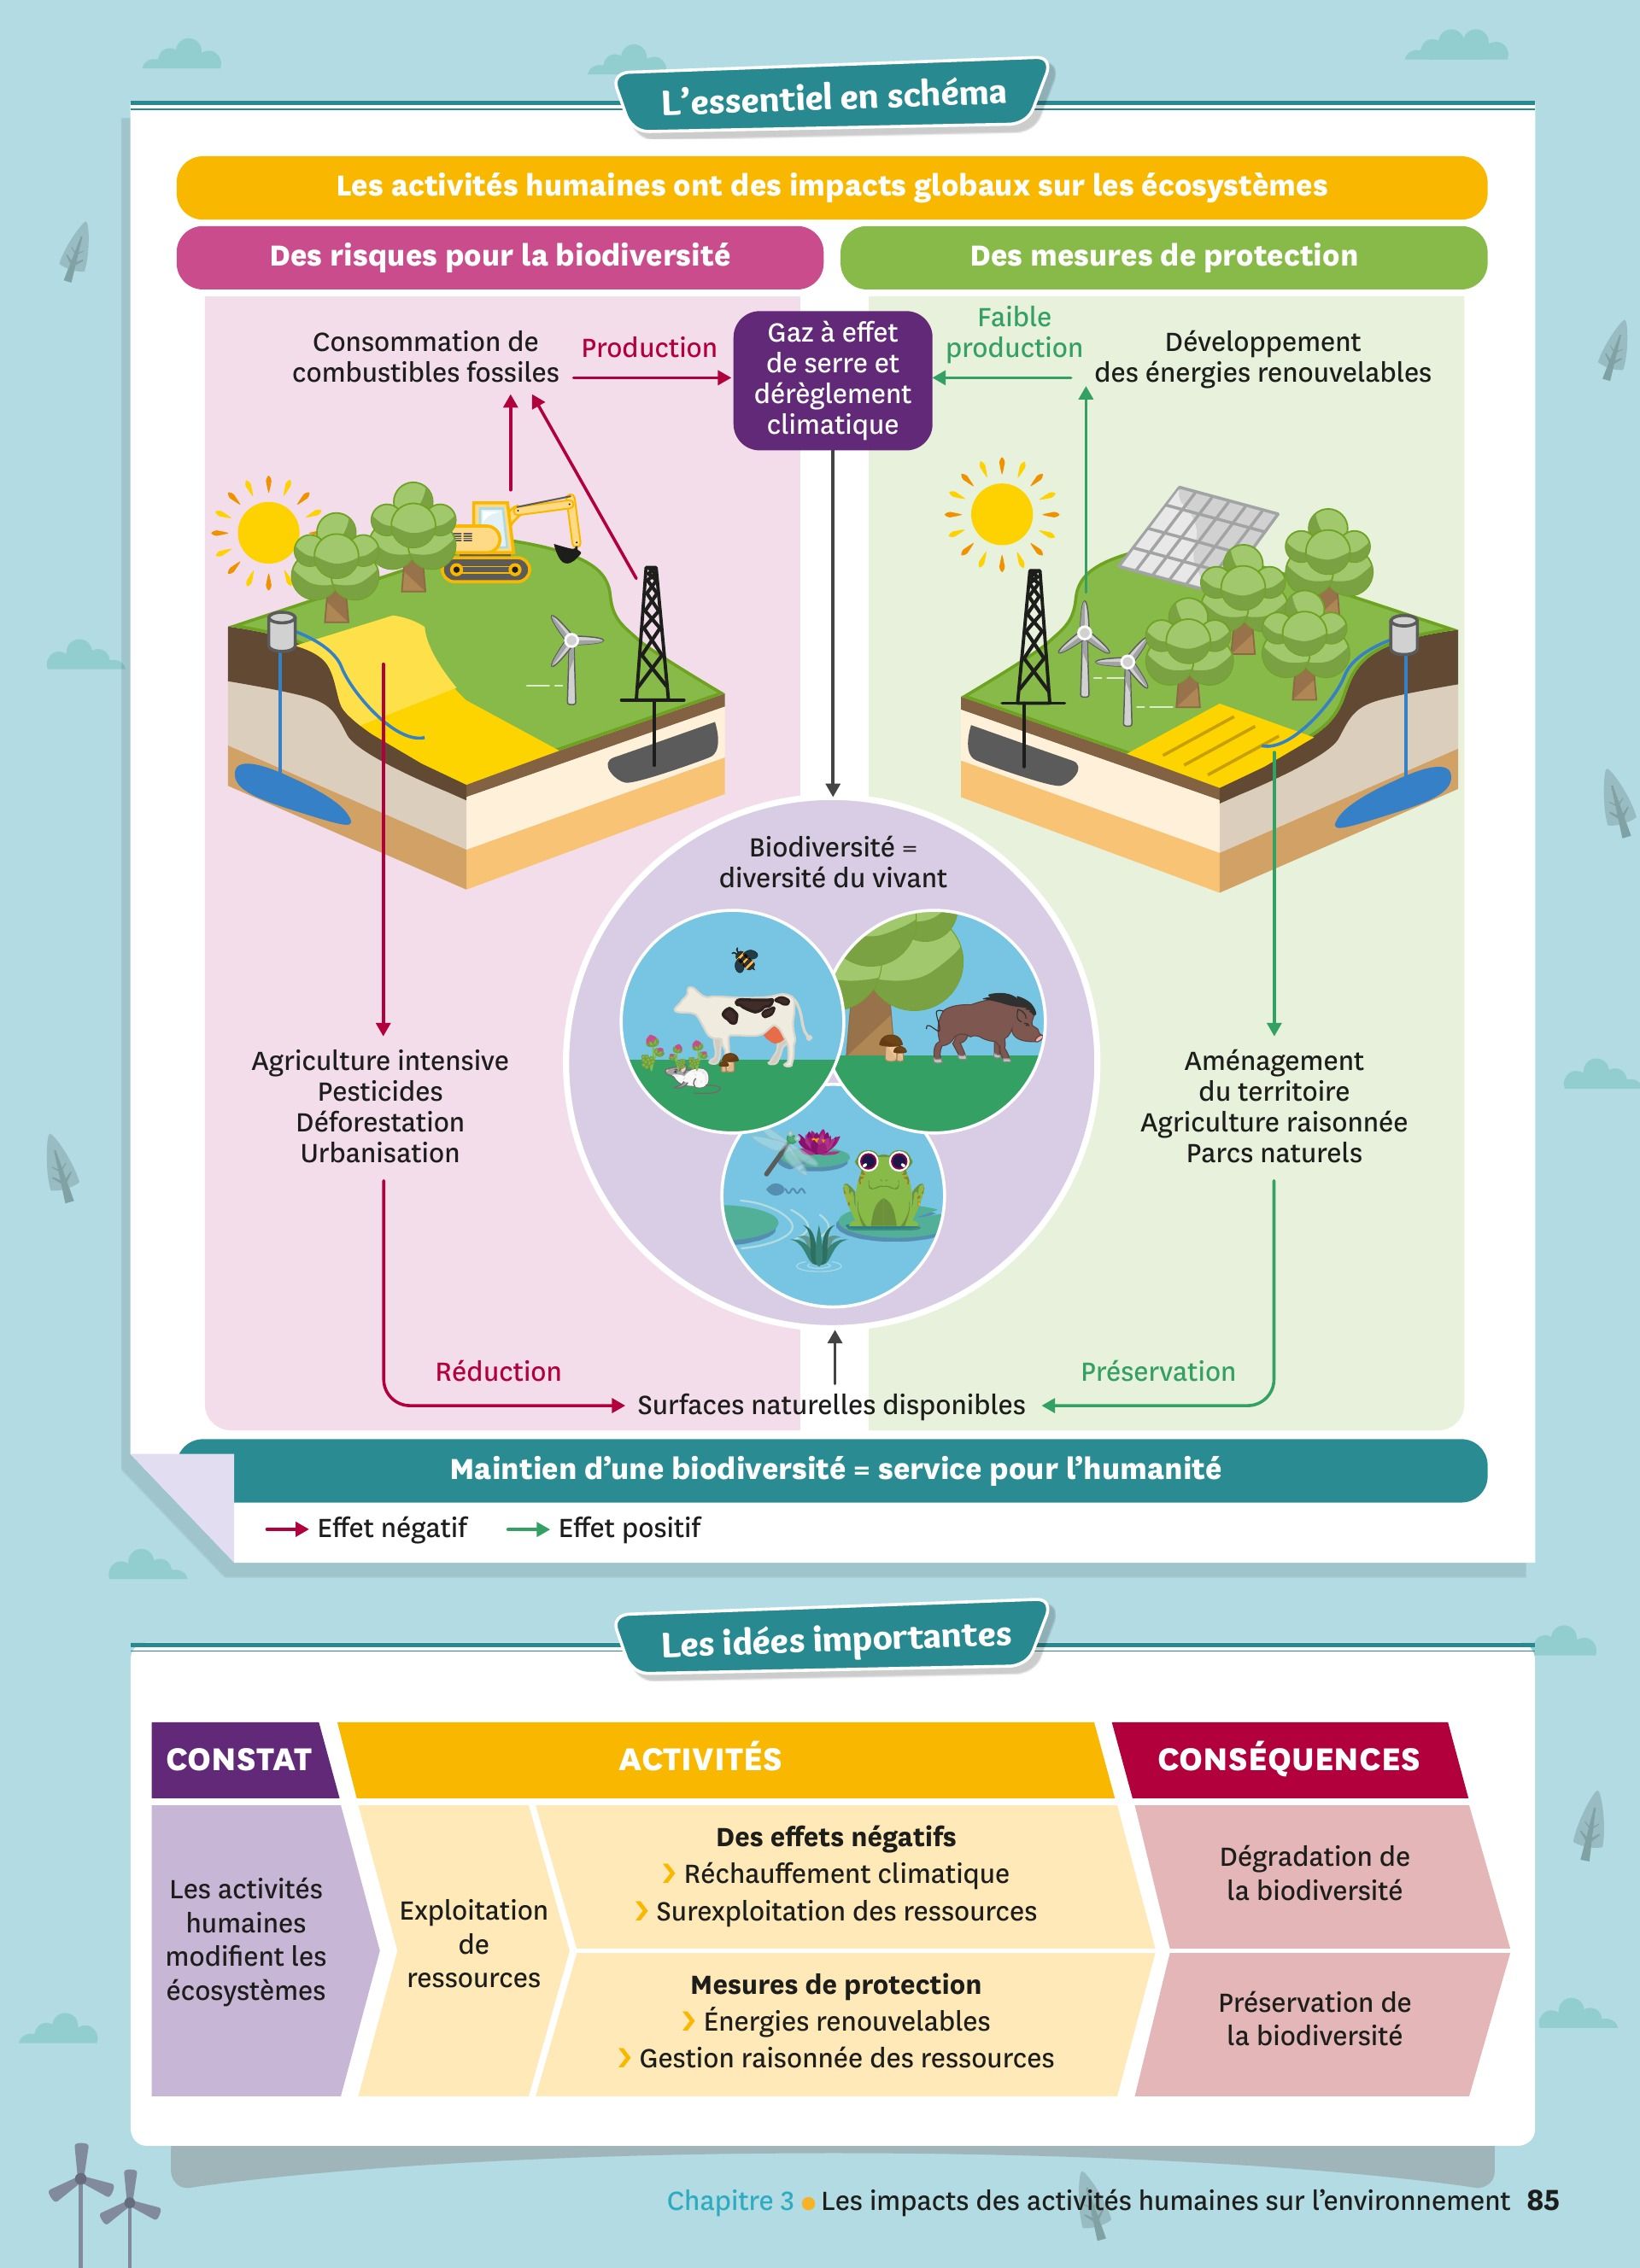 L'essentiel en schéma
Les activités humaines ont des impacts globaux sur les écosystèmes
Des risques pour la biodiversité
Des mesures de protection
Consommation de
combustibles fossiles
Production
Gaz à effet
de serre et
dérèglement
climatique
Faible
production
Développement
des énergies renouvelables
Biodiversité =
diversité du vivant
Agriculture intensive
Pesticides
Déforestation
Urbanisation
Aménagement
du territoire
Agriculture raisonnée
Parcs naturels
Réduction
Surfaces naturelles disponibles
Préservation
Maintien d'une biodiversité = service pour l'humanité
Effet négatif
Effet positif
Les idées importantes
CONSTAT
ACTIVITÉS
CONSÉQUENCES
Les activités
humaines
modifient les
écosystèmes
Exploitation
de
ressources
Des effets négatifs
› Réchauffement climatique
› Surexploitation des ressources
Mesures de protection
› Énergies renouvelables
› Gestion raisonnée des ressources
Dégradation de
la biodiversité
Préservation de
la biodiversité
Chapitre 3 • Les impacts des activités humaines sur l'environnement 85